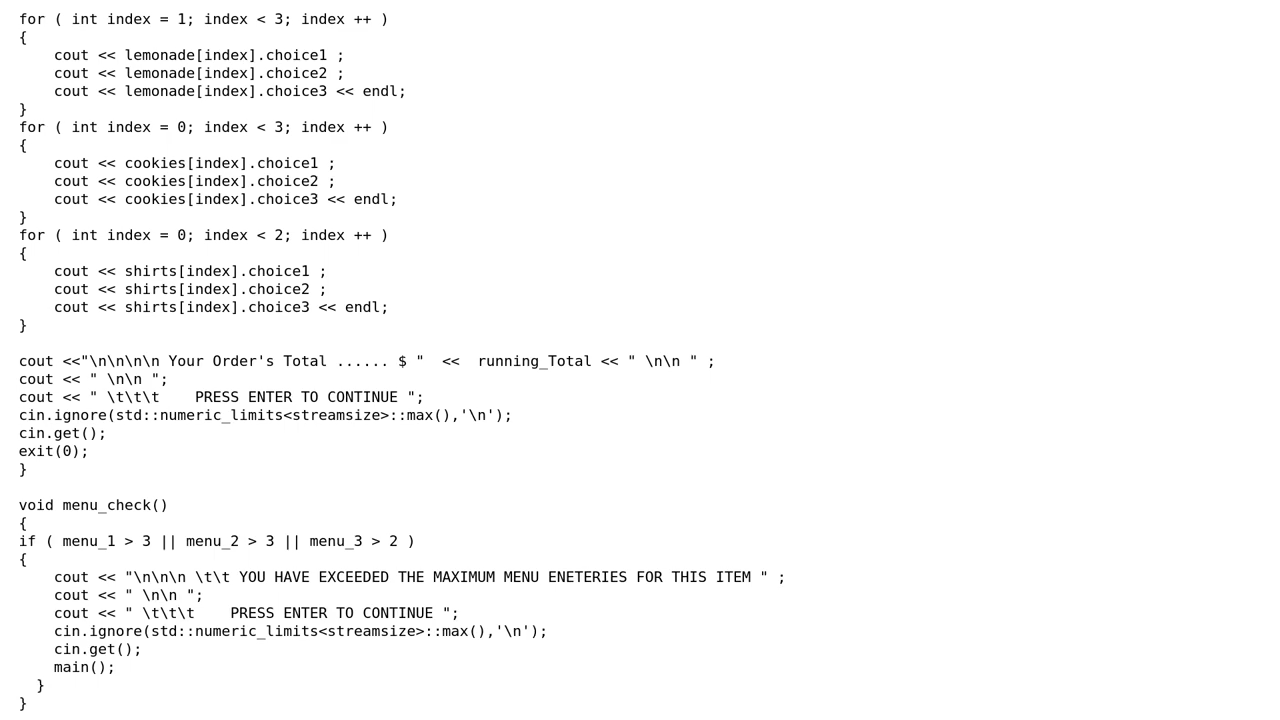 for ( int index = 1; index < 3; index ++ )
{
    cout << lemonade[index].choice1 ;
    cout << lemonade[index].choice2 ;
    cout << lemonade[index].choice3 << endl;
}
for ( int index = 0; index < 3; index ++ )
{
    cout << cookies[index].choice1 ;
    cout << cookies[index].choice2 ;
    cout << cookies[index].choice3 << endl;
}
for ( int index = 0; index < 2; index ++ )
{
    cout << shirts[index].choice1 ;
    cout << shirts[index].choice2 ;
    cout << shirts[index].choice3 << endl;
}

cout <<"\n\n\n\n Your Order's Total ...... $ "  <<  running_Total << " \n\n " ;
cout << " \n\n ";
cout << " \t\t\t    PRESS ENTER TO CONTINUE ";
cin.ignore(std::numeric_limits<streamsize>::max(),'\n');
cin.get();
exit(0);
}

void menu_check()
{
if ( menu_1 > 3 || menu_2 > 3 || menu_3 > 2 )
{
    cout << "\n\n\n \t\t YOU HAVE EXCEEDED THE MAXIMUM MENU ENETERIES FOR THIS ITEM " ;
    cout << " \n\n ";
    cout << " \t\t\t    PRESS ENTER TO CONTINUE ";
    cin.ignore(std::numeric_limits<streamsize>::max(),'\n');
    cin.get();
    main();
  }
}